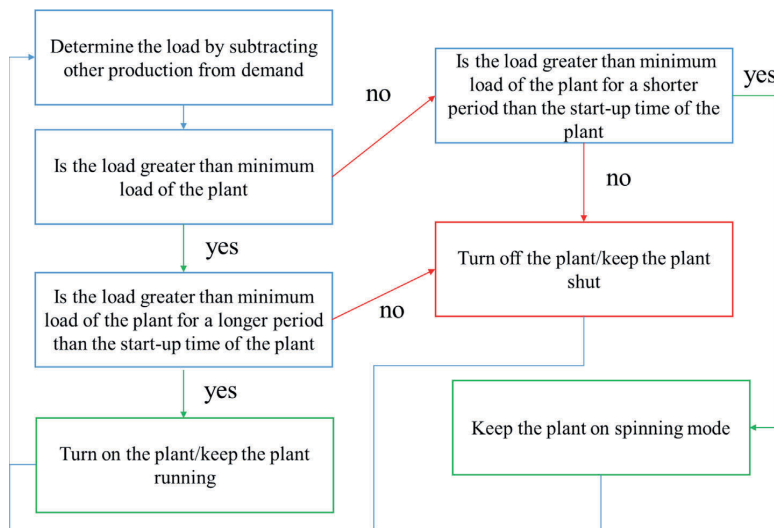 Determine the load by subtracting
other production from demand
Is the load greater than minimum
load of the plant
yes
Is the load greater than minimum
load of the plant for a longer period
than the start-up time of the plant
yes
Turn on the plant/keep the plant
running
no
Is the load greater than minimum
load of the plant for a shorter
period than the start-up time of the
plant
yes
no
no
Turn off the plant/keep the plant
shut
Keep the plant on spinning mode